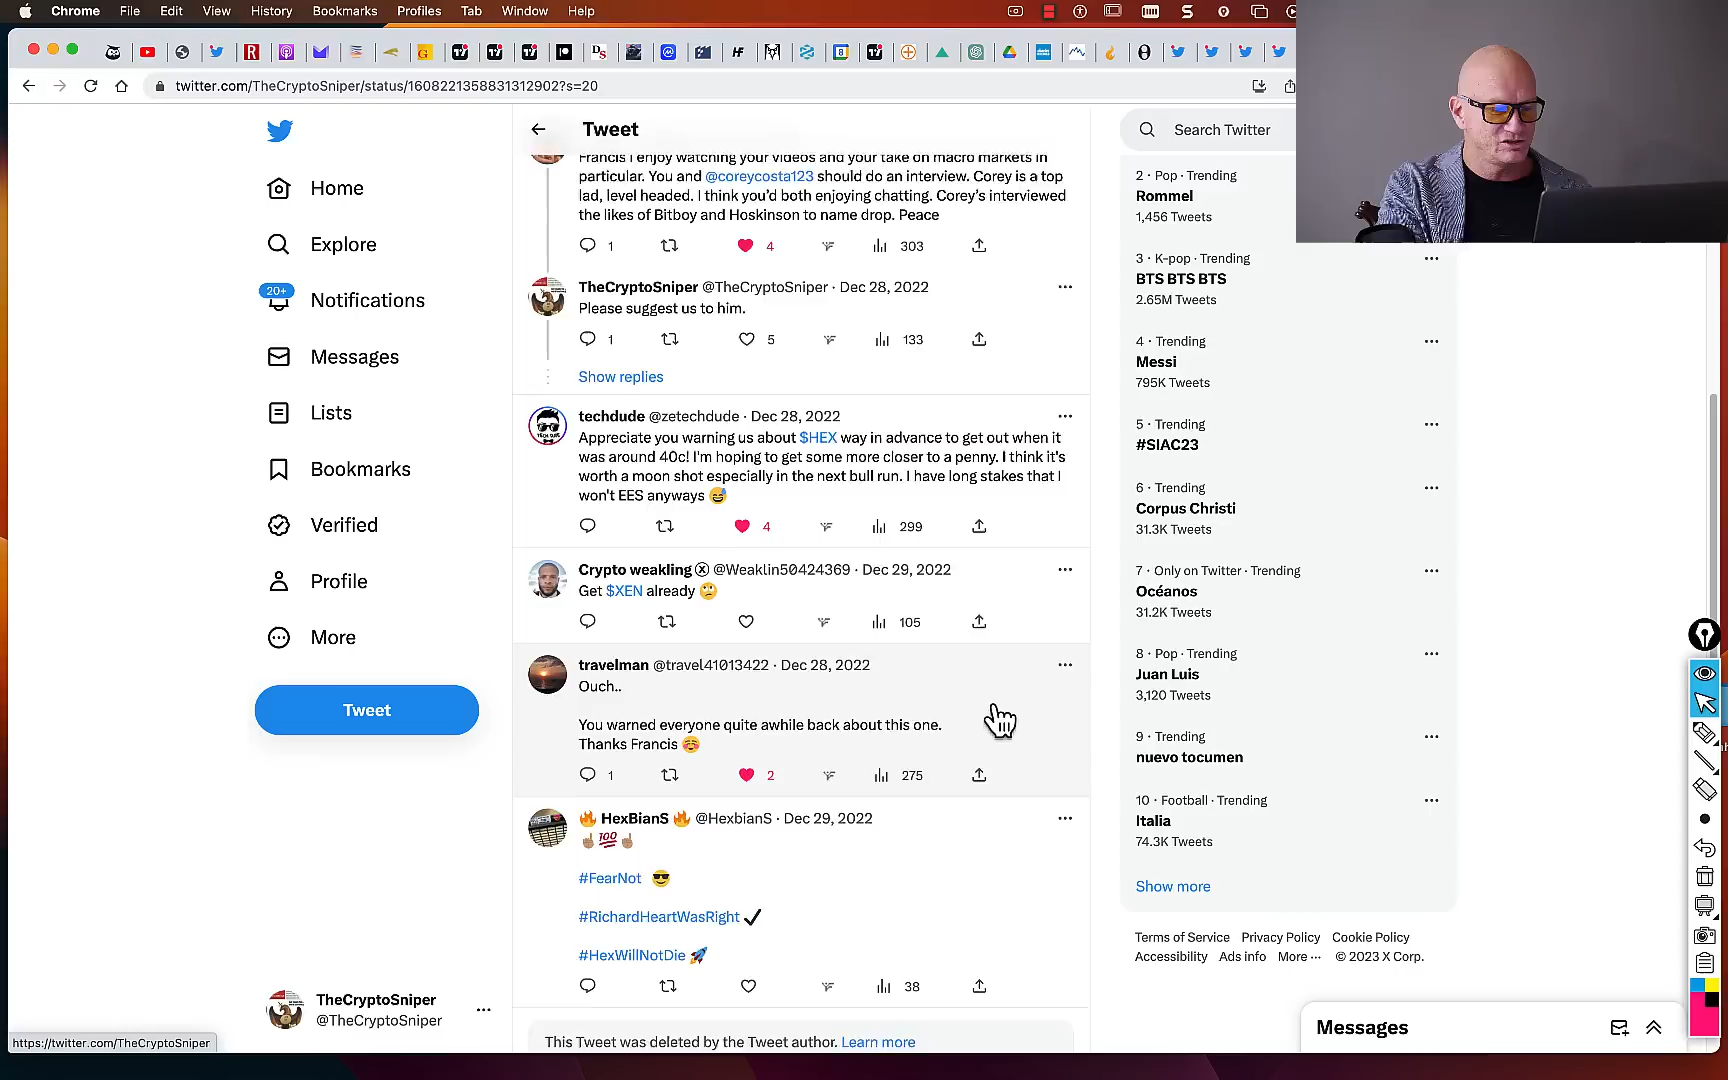 Chrome File Edit View History Bookmarks Profiles Tab Window Help
twitter.com/TheCryptoSniper/status/1608221358831312902?s=20
Home
Explore
20+
Notifications
Messages
Lists
Bookmarks
Verified
Profile
More
Tweet
TheCryptoSniper
@TheCryptoSniper
https://twitter.com/TheCryptoSniper
Tweet
Francis I enjoy watching your videos and your take on macro markets in
particular. You and @coreycosta123 should do an interview. Corey is a top
lad, level headed. I think you'd both enjoying chatting. Corey's interviewed
the likes of Bitboy and Hoskinson to name drop. Peace
1 4 303
TheCryptoSniper @TheCryptoSniper · Dec 28, 2022
Please suggest us to him.
1 5 133
Show replies
techdude @zetechdude · Dec 28, 2022
Appreciate you warning us about $HEX way in advance to get out when it
was around 40c! I'm hoping to get some more closer to a penny. I think it's
worth a moon shot especially in the next bull run. I have long stakes that I
won't EES anyways 😅
4 299
Crypto weakling Ⓧ @Weaklin50424369 · Dec 29, 2022
Get $XEN already 🙄
105
travelman @travel41013422 · Dec 28, 2022
Ouch..
You warned everyone quite awhile back about this one.
Thanks Francis ☺️
1 2 275
🔥 HexBianS 🔥 @HexbianS · Dec 29, 2022
☝🏽💯☝🏽
#FearNot 😎
#RichardHeartWasRight ✔️
#HexWillNotDie 🚀
38
This Tweet was deleted by the Tweet author. Learn more
Search Twitter
2 · Pop · Trending
Rommel
1,456 Tweets
3 · K-pop · Trending
BTS BTS BTS
2.65M Tweets
4 · Trending
Messi
795K Tweets
5 · Trending
#SIAC23
6 · Trending
Corpus Christi
31.3K Tweets
7 · Only on Twitter · Trending
Océanos
31.2K Tweets
8 · Pop · Trending
Juan Luis
3,120 Tweets
9 · Trending
nuevo tocumen
10 · Football · Trending
Italia
74.3K Tweets
Show more
Terms of Service Privacy Policy Cookie Policy
Accessibility Ads info More ··· © 2023 X Corp.
Messages